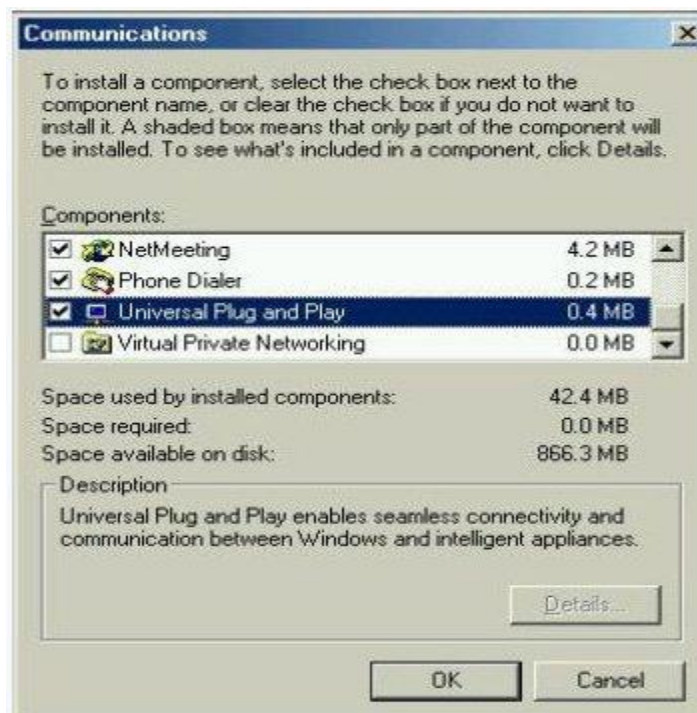 Communications
To install a component, select the check box next to the
component name, or clear the check box if you do not want to
install it. A shaded box means that only part of the component will
be installed. To see what's included in a component, click Details.
Components:
NetMeeting 4.2 MB
Phone Dialer 0.2 MB
Universal Plug and Play 0.4 MB
Virtual Private Networking 0.0 MB
Space used by installed components: 42.4 MB
Space required: 0.0 MB
Space available on disk: 866.3 MB
Description
Universal Plug and Play enables seamless connectivity and
communication between Windows and intelligent appliances.
Details...
OK Cancel